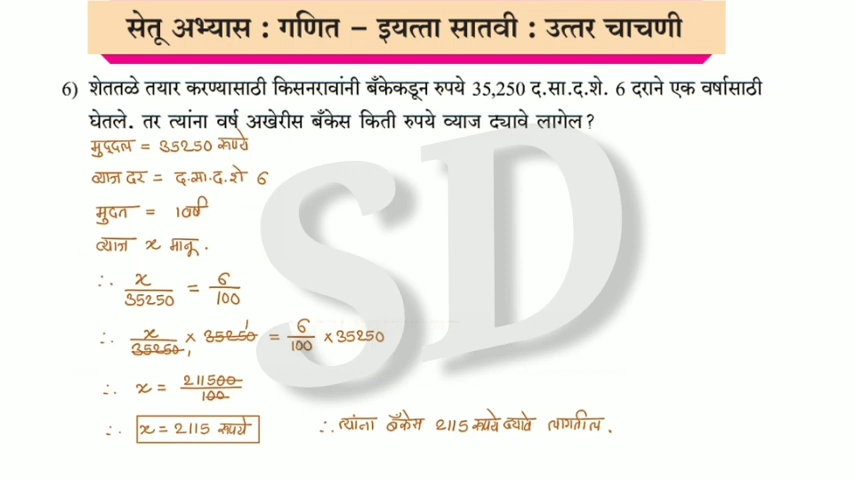 सेतू अभ्यास : गणित – इयत्ता सातवी : उत्तर चाचणी
6) शेततळे तयार करण्यासाठी किसनरावांनी बँकेकडून रुपये 35,250 द.सा.द.शे. 6 दराने एक वर्षासाठी
घेतले. तर त्यांना वर्ष अखेरीस बँकेस किती रुपये व्याज द्यावे लागेल?
मुद्दल = 35250 रुपये
व्याज दर = द.सा.द.शे 6
मुदत = 1 वर्ष
व्याज x मानू.
∴ x/35250 = 6/100
∴ x/35250 1 × 35250 1 = 6/100 × 35250
∴ x = 211500/100
∴ x = 2115 रुपये ∴ त्यांना बँकेस 2115 रुपये द्यावे लागतील.
SD